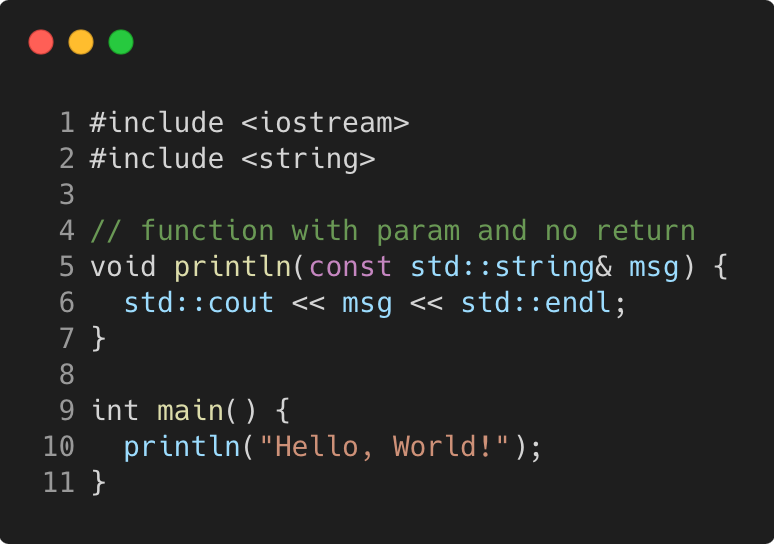 1 #include <iostream>
2 #include <string>
3
4 // function with param and no return
5 void println(const std::string& msg) {
6   std::cout << msg << std::endl;
7 }
8
9 int main() {
10   println("Hello, World!");
11 }